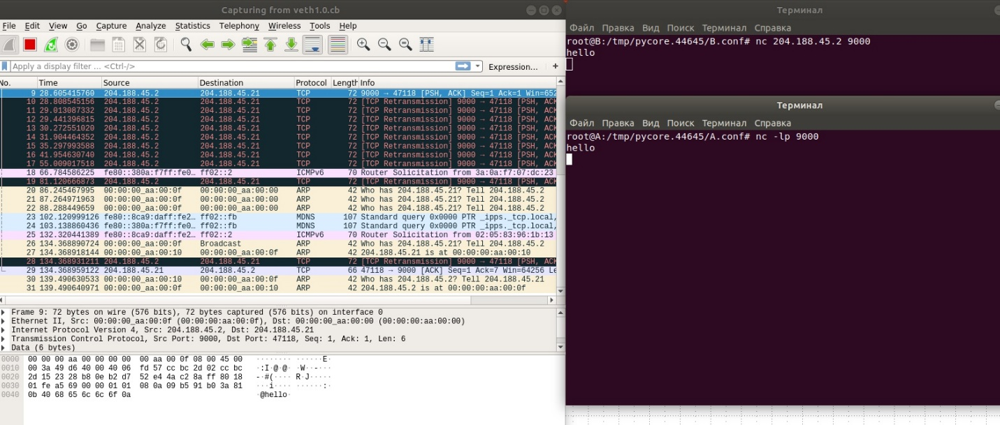 Capturing from veth1.0.cb
File Edit View Go Capture Analyze Statistics Telephony Wireless Tools Help
Apply a display filter ... <Ctrl-/>
Expression... +
No. Time Source Destination Protocol Length Info
9 28.605415760 204.188.45.2 204.188.45.21 TCP 72 9000 → 47118 [PSH, ACK] Seq=1 Ack=1 Win=652
10 28.808545156 204.188.45.2 204.188.45.21 TCP 72 [TCP Retransmission] 9000 → 47118 [PSH, ACK
11 29.013087332 204.188.45.2 204.188.45.21 TCP 72 [TCP Retransmission] 9000 → 47118 [PSH, ACK
12 29.441396815 204.188.45.2 204.188.45.21 TCP 72 [TCP Retransmission] 9000 → 47118 [PSH, ACK
13 30.272551020 204.188.45.2 204.188.45.21 TCP 72 [TCP Retransmission] 9000 → 47118 [PSH, ACK
14 31.904464352 204.188.45.2 204.188.45.21 TCP 72 [TCP Retransmission] 9000 → 47118 [PSH, ACK
15 35.297993588 204.188.45.2 204.188.45.21 TCP 72 [TCP Retransmission] 9000 → 47118 [PSH, ACK
16 41.954630740 204.188.45.2 204.188.45.21 TCP 72 [TCP Retransmission] 9000 → 47118 [PSH, ACK
17 55.009017518 204.188.45.2 204.188.45.21 TCP 72 [TCP Retransmission] 9000 → 47118 [PSH, ACK
18 66.784586225 fe80::380a:f7ff:fe0… ff02::2 ICMPv6 70 Router Solicitation from 3a:0a:f7:07:dc:23
19 81.120666873 204.188.45.2 204.188.45.21 TCP 72 [TCP Retransmission] 9000 → 47118 [PSH, ACK
20 86.245467995 00:00:00_aa:00:0f 00:00:00_aa:00:00 ARP 42 Who has 204.188.45.21? Tell 204.188.45.2
21 87.264971963 00:00:00_aa:00:0f 00:00:00_aa:00:00 ARP 42 Who has 204.188.45.21? Tell 204.188.45.2
22 88.288449659 00:00:00_aa:00:0f 00:00:00_aa:00:00 ARP 42 Who has 204.188.45.21? Tell 204.188.45.2
23 102.120999126 fe80::8ca9:daff:fe2… ff02::fb MDNS 107 Standard query 0x0000 PTR _ipps._tcp.local,
24 103.138860436 fe80::380a:f7ff:fe0… ff02::fb MDNS 107 Standard query 0x0000 PTR _ipps._tcp.local,
25 132.320441389 fe80::8ca9:daff:fe2… ff02::2 ICMPv6 70 Router Solicitation from 02:05:83:96:1b:13
26 134.368890724 00:00:00_aa:00:0f Broadcast ARP 42 Who has 204.188.45.21? Tell 204.188.45.2
27 134.368918144 00:00:00_aa:00:10 00:00:00_aa:00:0f ARP 42 204.188.45.21 is at 00:00:00:aa:00:10
28 134.368931211 204.188.45.2 204.188.45.21 TCP 72 [TCP Retransmission] 9000 → 47118 [PSH, ACK
29 134.368959122 204.188.45.21 204.188.45.2 TCP 66 47118 → 9000 [ACK] Seq=1 Ack=7 Win=64256 Le
30 139.490630533 00:00:00_aa:00:10 00:00:00_aa:00:0f ARP 42 Who has 204.188.45.2? Tell 204.188.45.21
31 139.490640971 00:00:00_aa:00:0f 00:00:00_aa:00:10 ARP 42 204.188.45.2 is at 00:00:00:aa:00:0f
Frame 9: 72 bytes on wire (576 bits), 72 bytes captured (576 bits) on interface 0
Ethernet II, Src: 00:00:00_aa:00:0f (00:00:00:aa:00:0f), Dst: 00:00:00_aa:00:00 (00:00:00:aa:00:00)
Internet Protocol Version 4, Src: 204.188.45.2, Dst: 204.188.45.21
Transmission Control Protocol, Src Port: 9000, Dst Port: 47118, Seq: 1, Ack: 1, Len: 6
Data (6 bytes)
0000 00 00 00 aa 00 00 00 00 00 aa 00 0f 08 00 45 00 ········ ······E·
0010 00 3a 49 d6 40 00 40 06 fd 57 cc bc 2d 02 cc bc ·:I·@·@· ·W··-···
0020 2d 15 23 28 b8 0e b2 d7 52 e4 4a c2 8a ff 80 18 -·#(···· R·J·····
0030 01 fe a5 69 00 00 01 01 08 0a 09 b5 91 b0 3a 81 ···i···· ······:·
0040 0b 40 68 65 6c 6c 6f 0a ·@hello·
Терминал
Файл Правка Вид Поиск Терминал Справка
root@B:/tmp/pycore.44645/B.conf# nc 204.188.45.2 9000
hello
Терминал
Файл Правка Вид Поиск Терминал Справка
root@A:/tmp/pycore.44645/A.conf# nc -lp 9000
hello